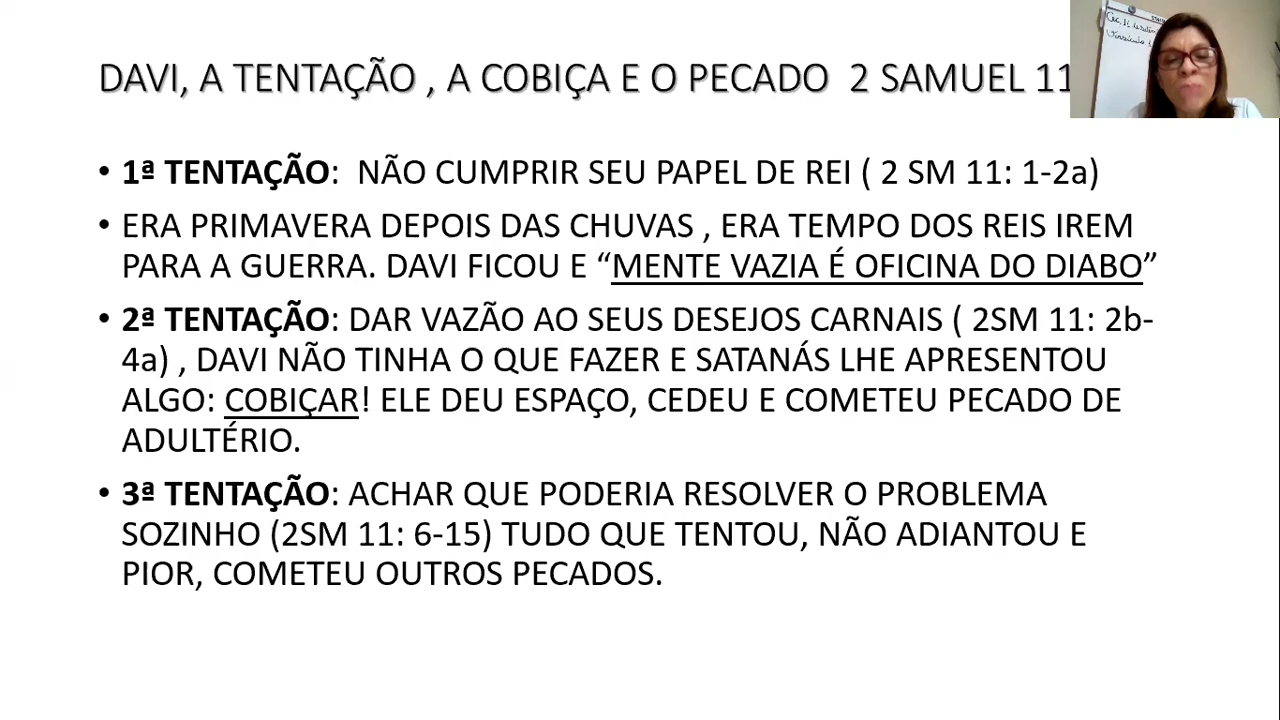 DAVI, A TENTAÇÃO , A COBIÇA E O PECADO 2 SAMUEL 11
• 1ª TENTAÇÃO: NÃO CUMPRIR SEU PAPEL DE REI ( 2 SM 11: 1-2a)
• ERA PRIMAVERA DEPOIS DAS CHUVAS , ERA TEMPO DOS REIS IREM
PARA A GUERRA. DAVI FICOU E “MENTE VAZIA É OFICINA DO DIABO”
• 2ª TENTAÇÃO: DAR VAZÃO AO SEUS DESEJOS CARNAIS ( 2SM 11: 2b-
4a) , DAVI NÃO TINHA O QUE FAZER E SATANÁS LHE APRESENTOU
ALGO: COBIÇAR! ELE DEU ESPAÇO, CEDEU E COMETEU PECADO DE
ADULTÉRIO.
• 3ª TENTAÇÃO: ACHAR QUE PODERIA RESOLVER O PROBLEMA
SOZINHO (2SM 11: 6-15) TUDO QUE TENTOU, NÃO ADIANTOU E
PIOR, COMETEU OUTROS PECADOS.